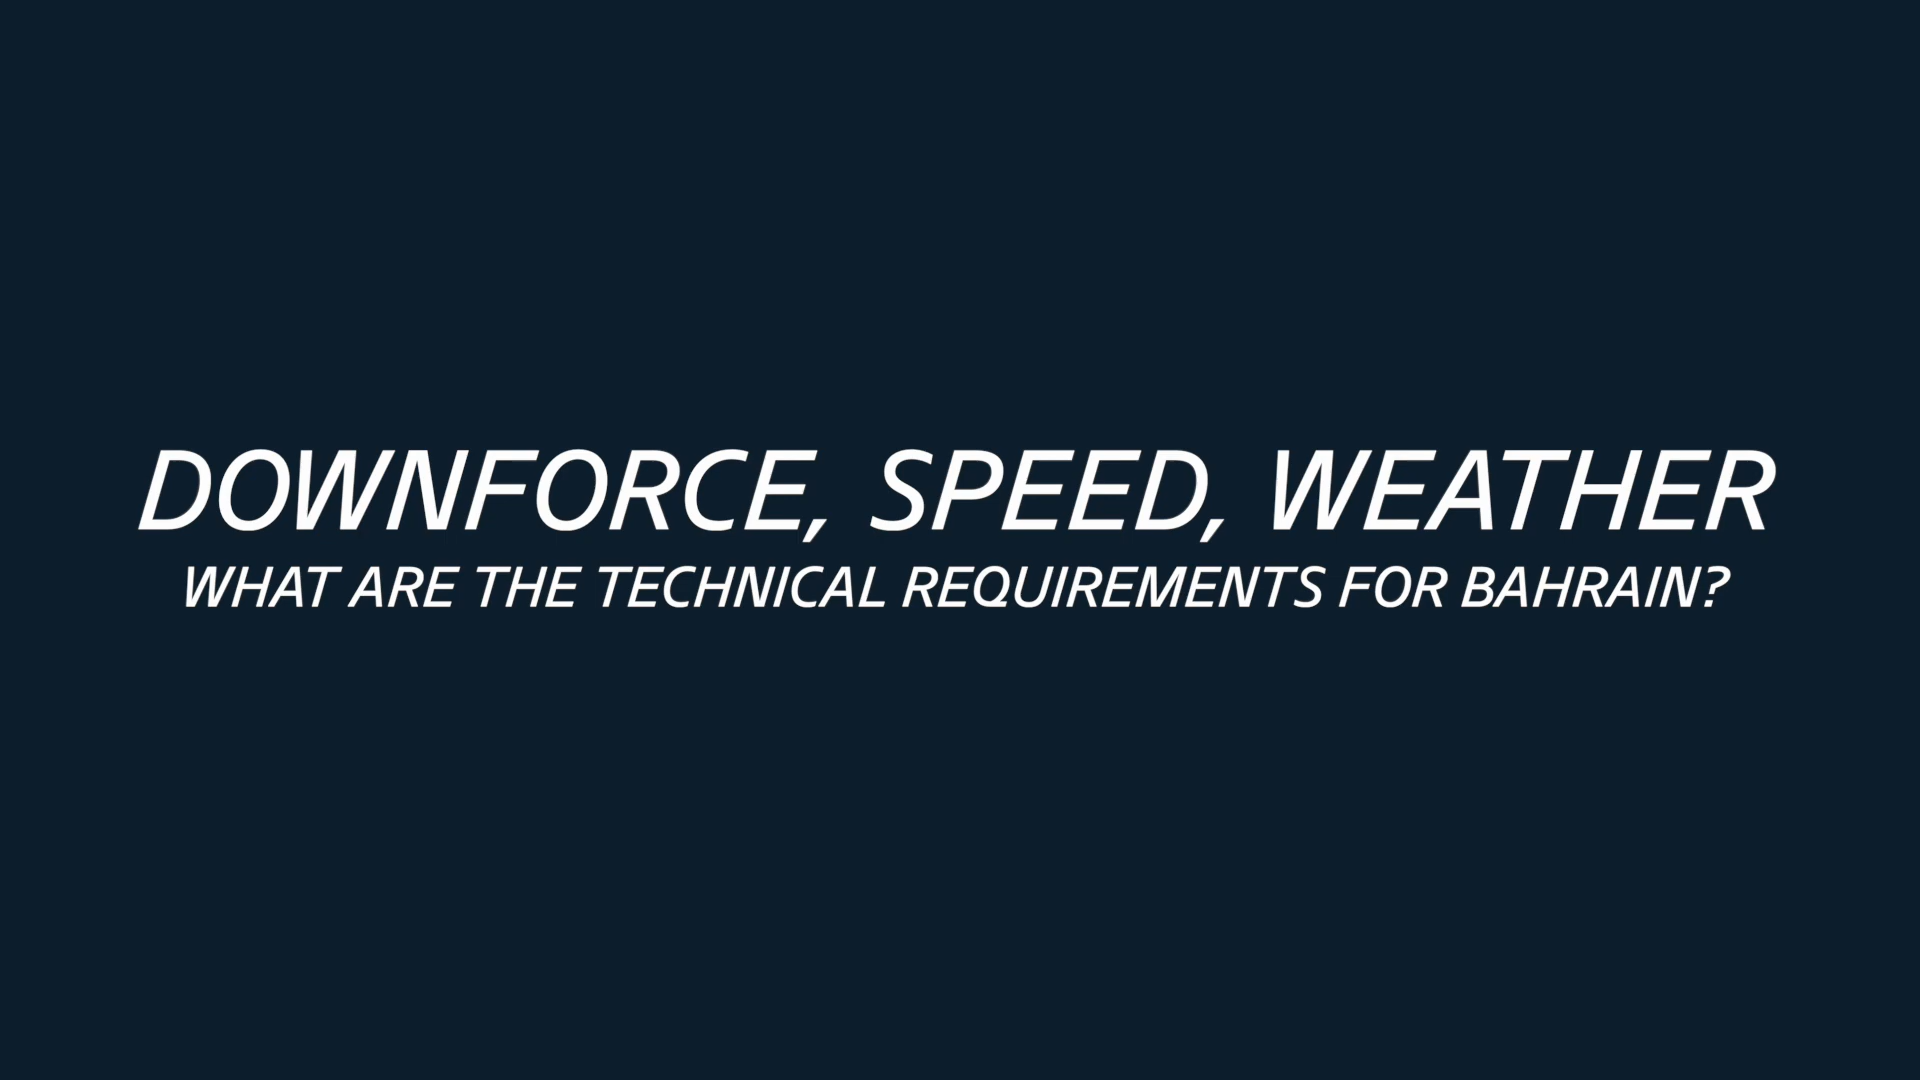 DOWNFORCE, SPEED, WEATHER
WHAT ARE THE TECHNICAL REQUIREMENTS FOR BAHRAIN?